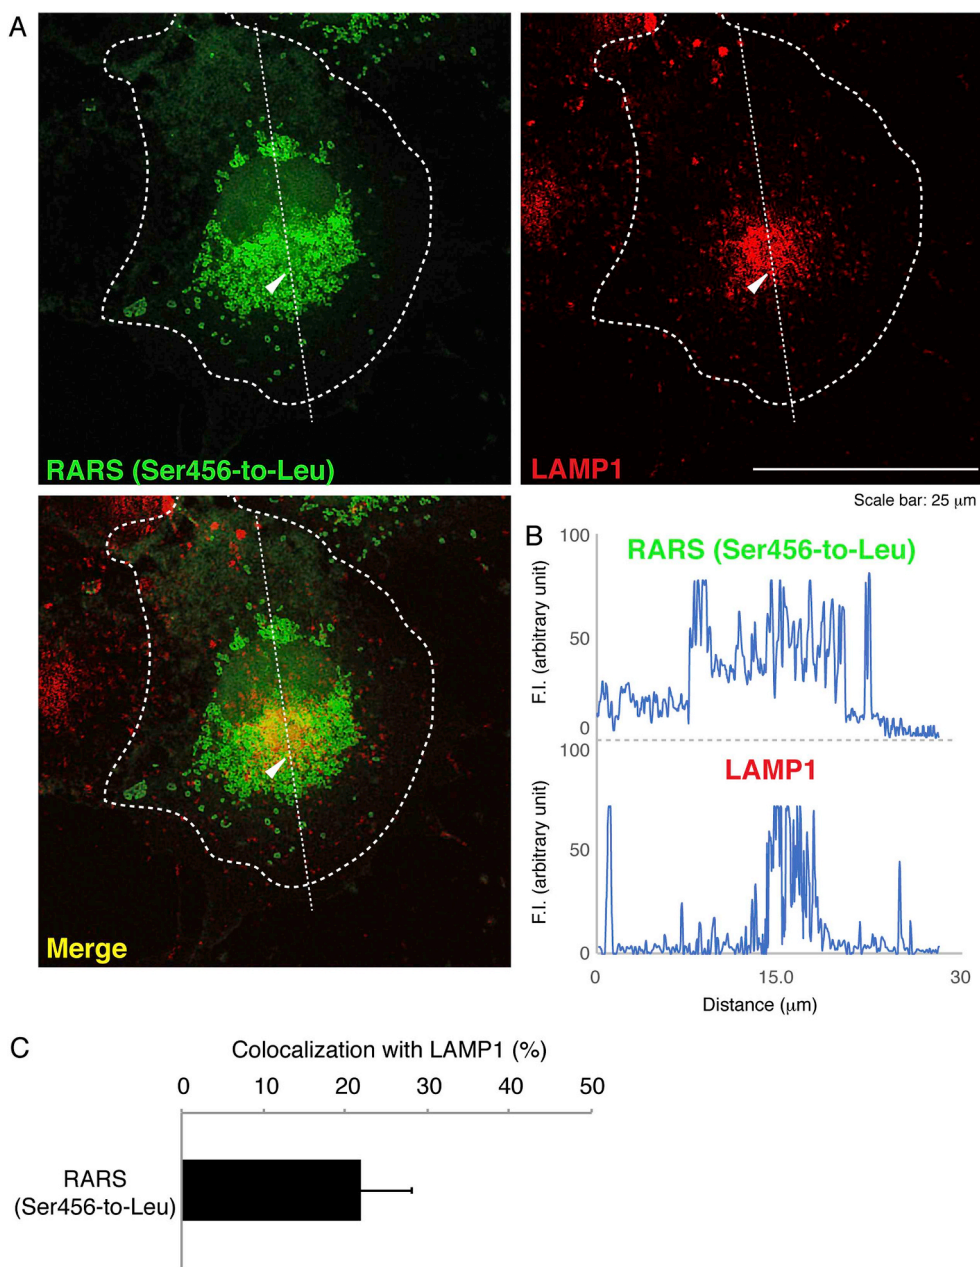 A
RARS (Ser456-to-Leu)
LAMP1
Scale bar: 25 μm
Merge
B
RARS (Ser456-to-Leu)
F.I. (arbitrary unit)
100
50
0
LAMP1
F.I. (arbitrary unit)
100
50
0
0 15.0 30
Distance (μm)
C
Colocalization with LAMP1 (%)
0 10 20 30 40 50
RARS
(Ser456-to-Leu)